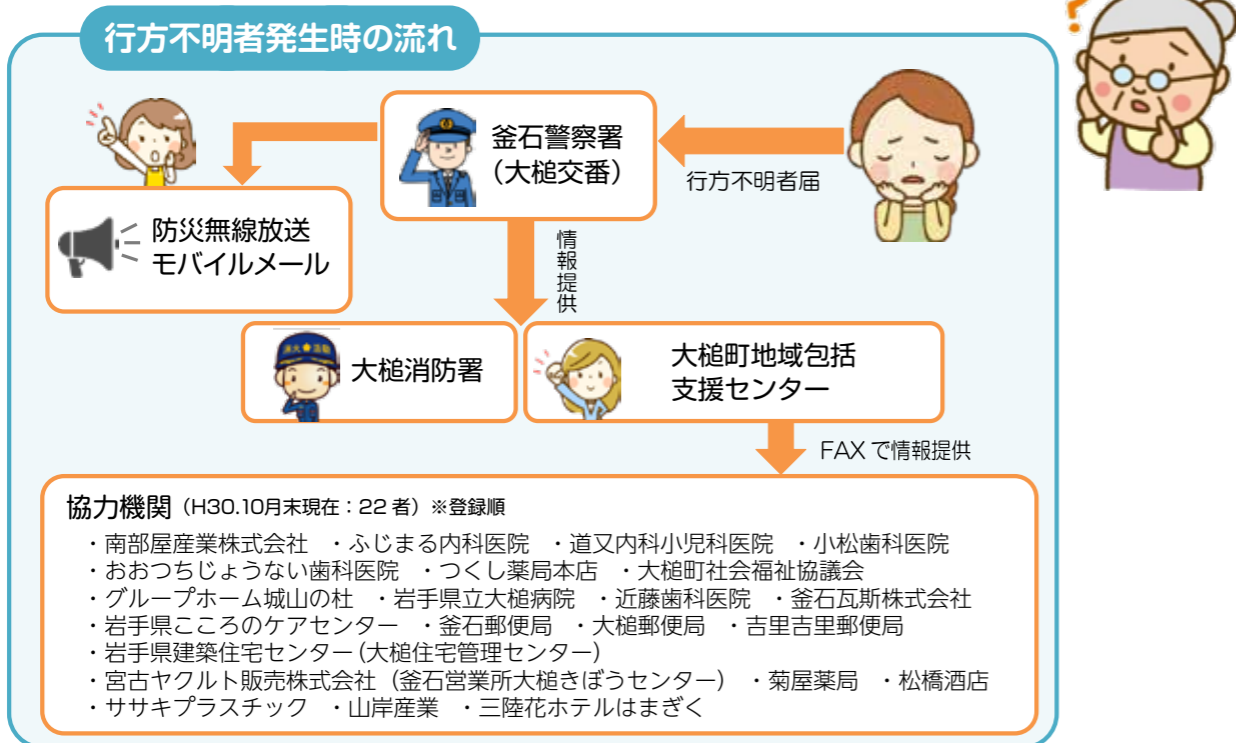 行方不明者発生時の流れ
?
釜石警察署
（大槌交番）
行方不明者届
防災無線放送
モバイルメール
情報提供
大槌消防署
大槌町地域包括
支援センター
FAX で情報提供
協力機関（H30.10月末現在：22 者）※登録順
・南部屋産業株式会社　・ふじまる内科医院　・道又内科小児科医院　・小松歯科医院
・おおつちじょうない歯科医院　・つくし薬局本店　・大槌町社会福祉協議会
・グループホーム城山の杜　・岩手県立大槌病院　・近藤歯科医院　・釜石瓦斯株式会社
・岩手県こころのケアセンター　・釜石郵便局　・大槌郵便局　・吉里吉里郵便局
・岩手県建築住宅センター（大槌住宅管理センター）
・宮古ヤクルト販売株式会社（釜石営業所大槌きぼうセンター）　・菊屋薬局　・松橋酒店
・ササキプラスチック　・山岸産業　・三陸花ホテルはまぎく